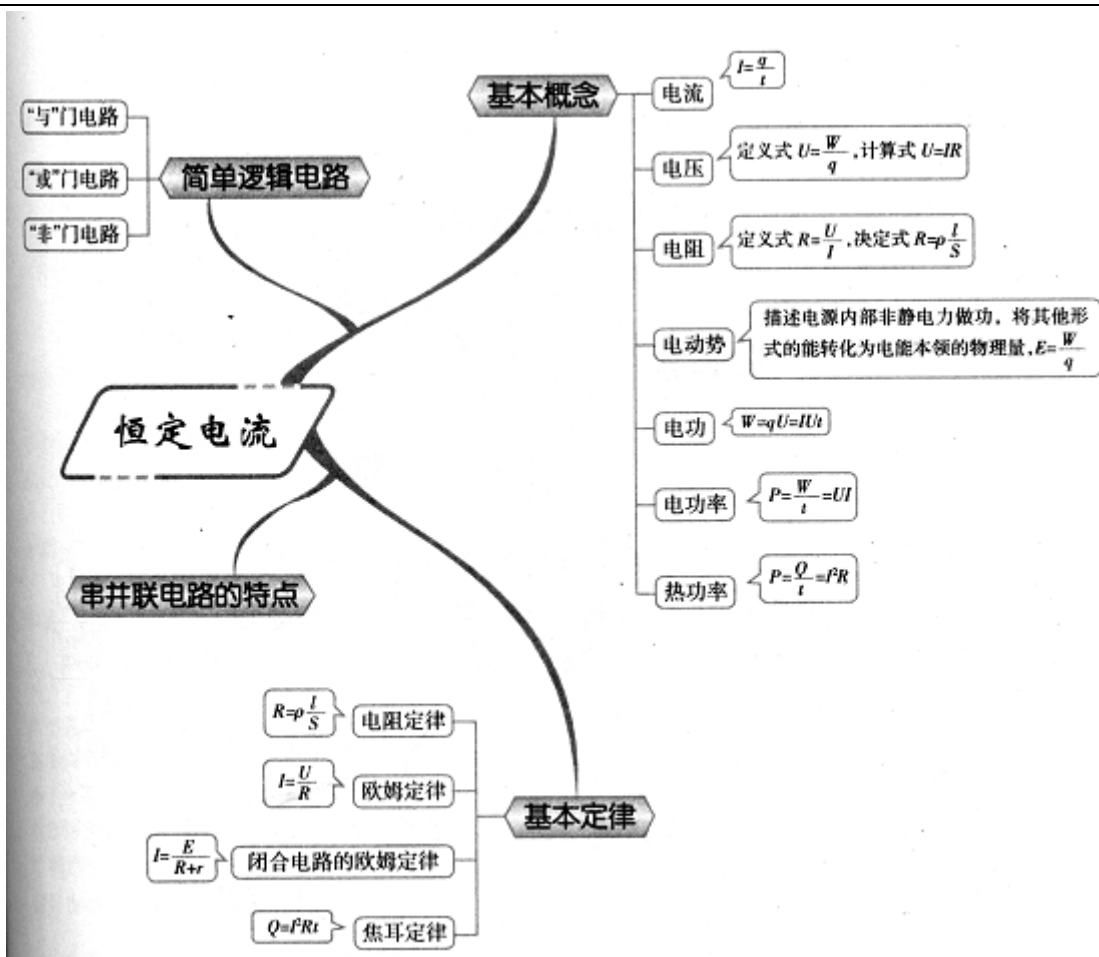 恒定电流
基本概念
电流
I=q/t
电压
定义式 U=W/q,计算式 U=IR
电阻
定义式 R=U/I,决定式 R=ρl/S
电动势
描述电源内部非静电力做功，将其他形
式的能转化为电能本领的物理量,E=W/q
电功
W=qU=IUt
电功率
P=W/t=UI
热功率
P=Q/t=I²R
简单逻辑电路
“与”门电路
“或”门电路
“非”门电路
串并联电路的特点
基本定律
电阻定律
R=ρl/S
欧姆定律
I=U/R
闭合电路的欧姆定律
I=E/R+r
焦耳定律
Q=I²Rt